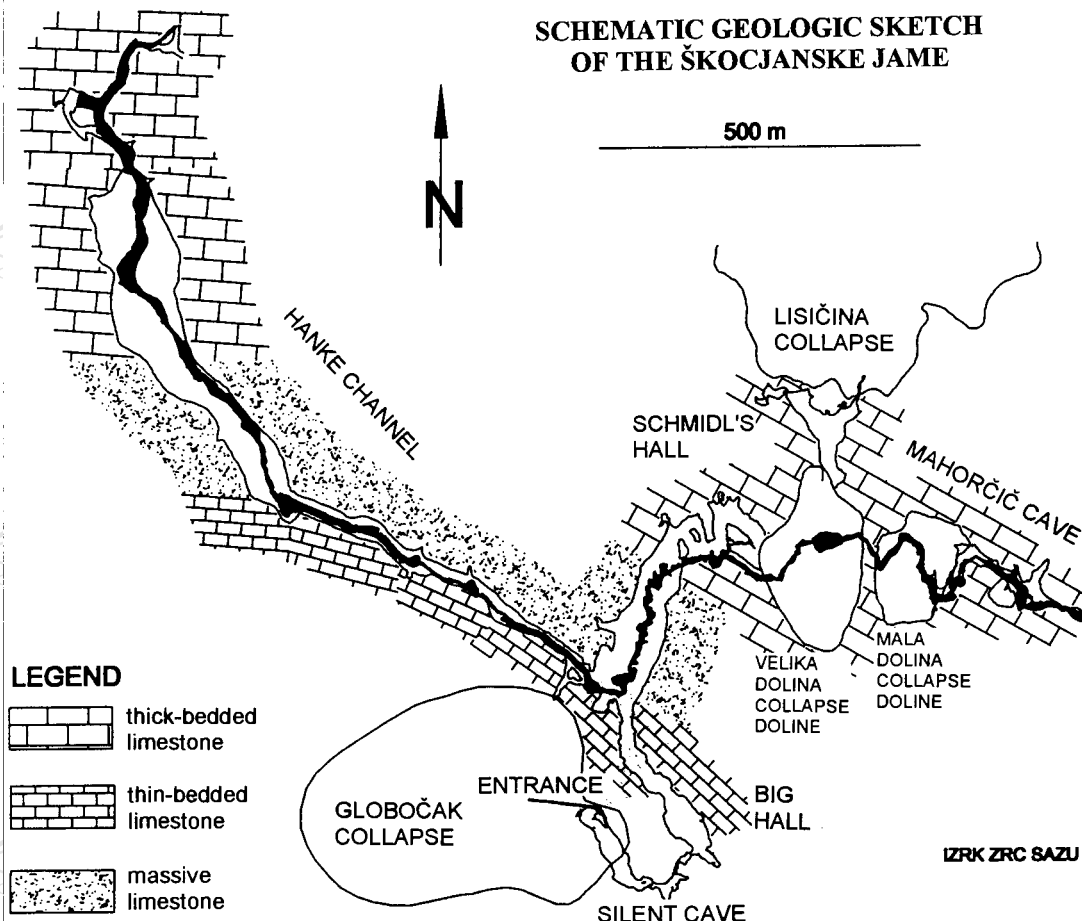 SCHEMATIC GEOLOGIC SKETCH
OF THE ŠKOCJANSKE JAME
500 m
N
HANKE CHANNEL
LISIČINA
COLLAPSE
SCHMIDL'S
HALL
MAHORČIČ CAVE
VELIKA
DOLINA
COLLAPSE
DOLINE
MALA
DOLINA
COLLAPSE
DOLINE
LEGEND
thick-bedded
limestone
thin-bedded
limestone
massive
limestone
GLOBOČAK
COLLAPSE
ENTRANCE
BIG
HALL
SILENT CAVE
IZRK ZRC SAZU